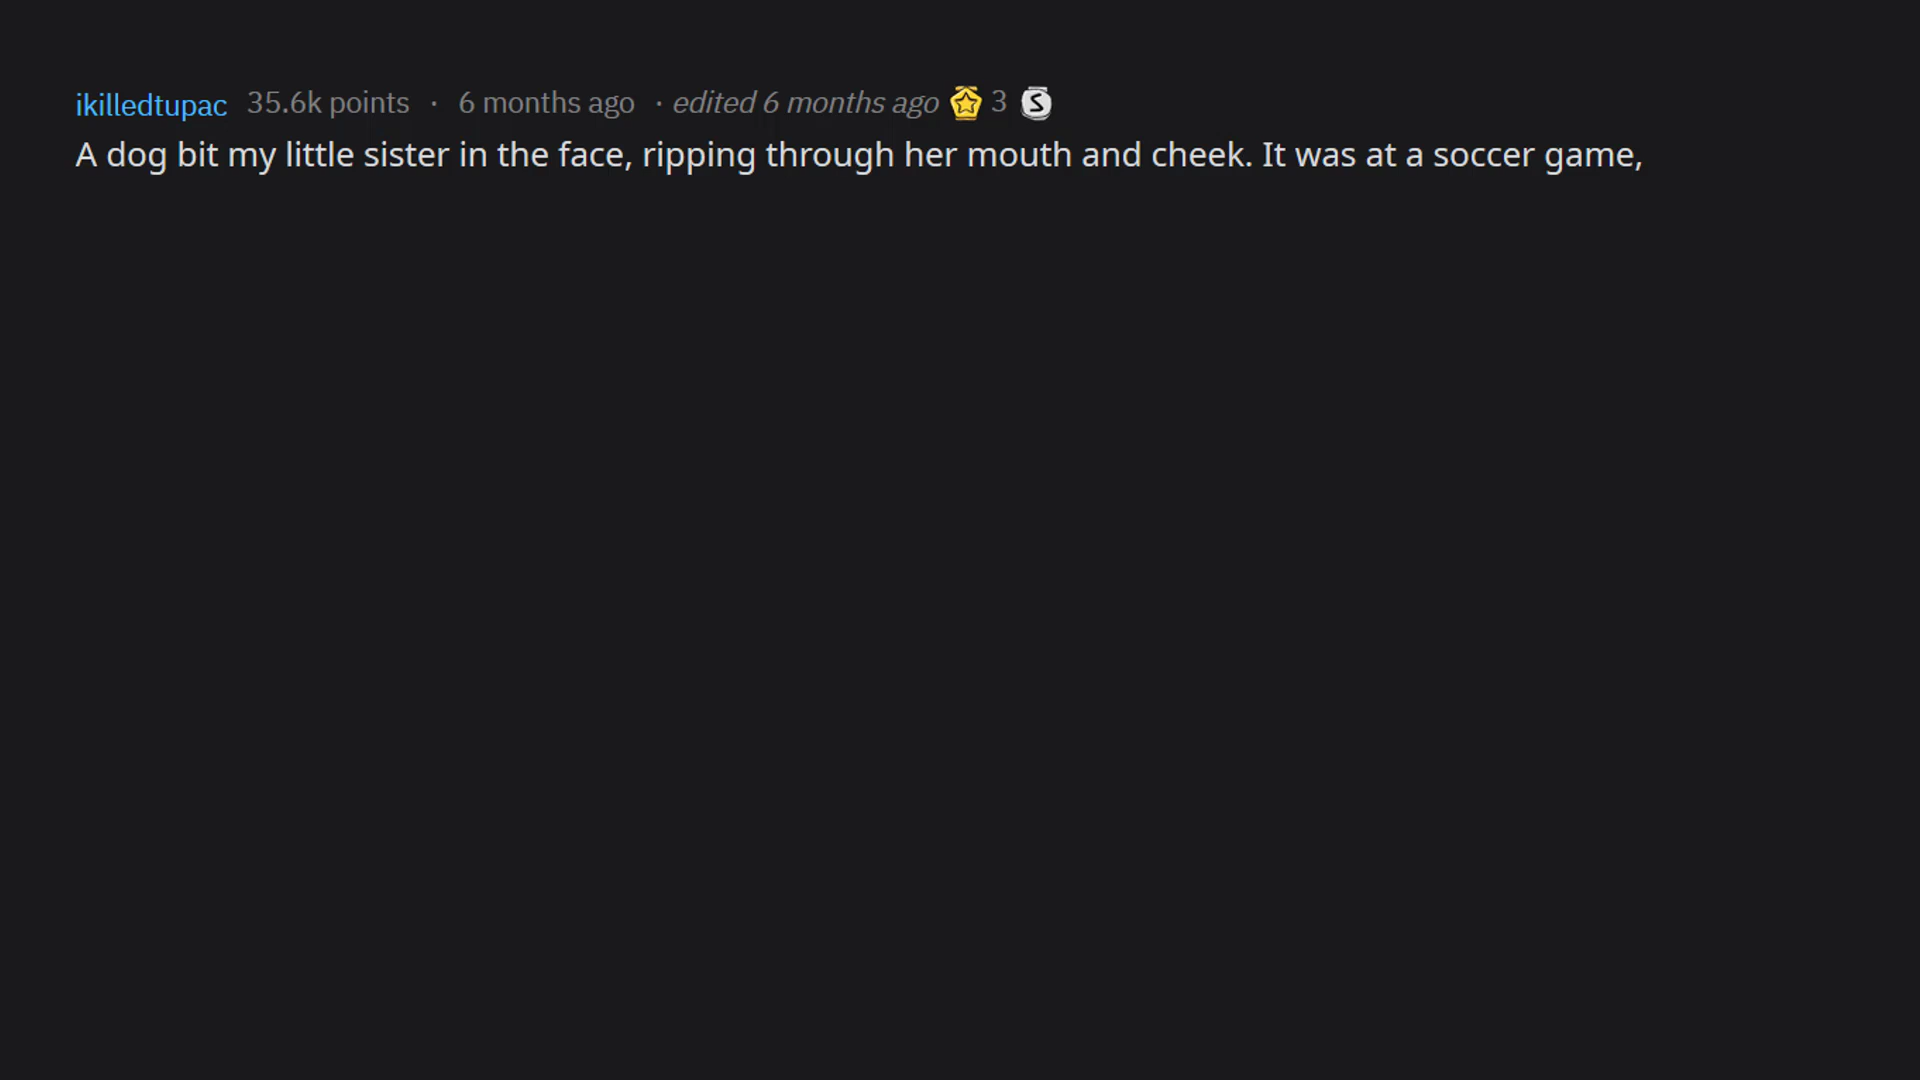 ikilledtupac 35.6k points · 6 months ago · edited 6 months ago 3 S
A dog bit my little sister in the face, ripping through her mouth and cheek. It was at a soccer game,